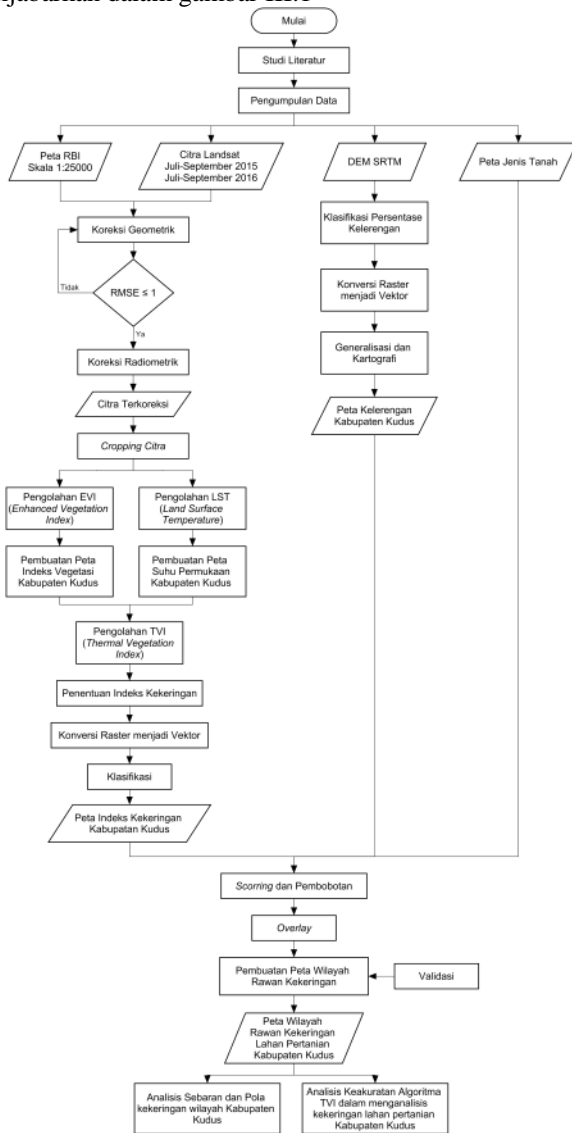 Mulai
Studi Literatur
Pengumpulan Data
Peta RBI
Skala 1:25000
Citra Landsat
Juli-September 2015
Juli-September 2016
DEM SRTM
Peta Jenis Tanah
Koreksi Geometrik
Klasifikasi Persentase
Kelerengan
Tidak
RMSE ≤ 1
Konversi Raster
menjadi Vektor
Ya
Koreksi Radiometrik
Generalisasi dan
Kartografi
Citra Terkoreksi
Peta Kelerengan
Kabupaten Kudus
Cropping Citra
Pengolahan EVI
(Enhanced Vegetation
Index)
Pengolahan LST
(Land Surface
Temperature)
Pembuatan Peta
Indeks Vegetasi
Kabupaten Kudus
Pembuatan Peta
Suhu Permukaan
Kabupaten Kudus
Pengolahan TVI
(Thermal Vegetation
Index)
Penentuan Indeks Kekeringan
Konversi Raster menjadi Vektor
Klasifikasi
Peta Indeks Kekeringan
Kabupatan Kudus
Scorring dan Pembobotan
Overlay
Pembuatan Peta Wilayah
Rawan Kekeringan
Validasi
Peta Wilayah
Rawan Kekeringan
Lahan Pertanian
Kabupaten Kudus
Analisis Sebaran dan Pola
kekeringan wilayah Kabupaten
Kudus
Analisis Keakuratan Algoritma
TVI dalam menganalisis
kekeringan lahan pertanian
Kabupaten Kudus